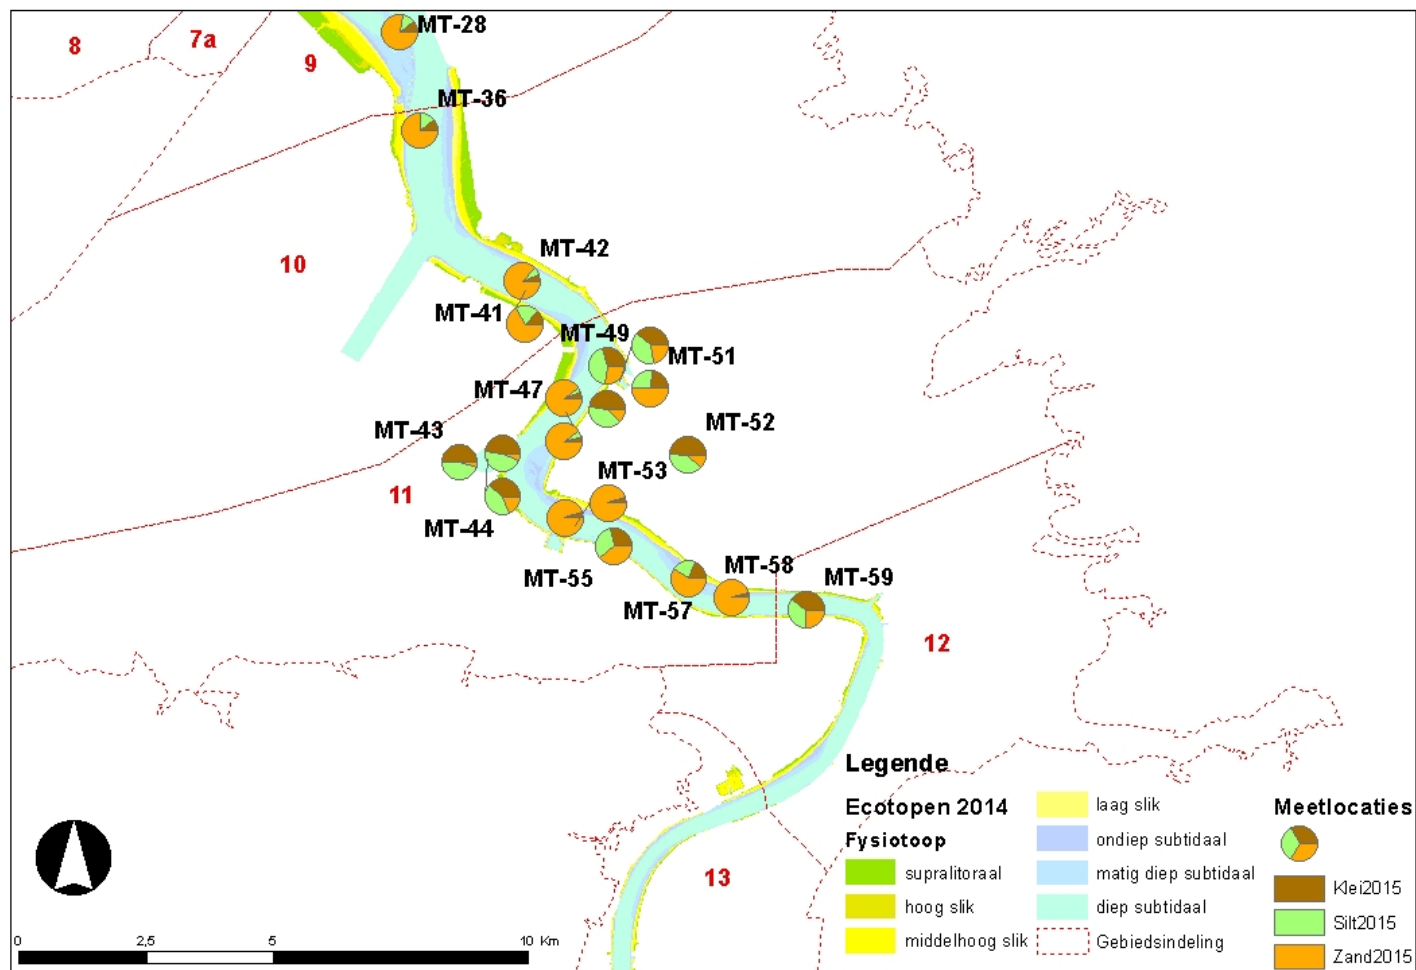 MT-28
8
7a
9
MT-36
MT-42
10
MT-41
MT-49
MT-51
MT-47
MT-43
MT-52
MT-53
11
MT-44
MT-55
MT-58
MT-59
MT-57
12
13
Legende
Ecotopen 2014
Fysiotoop
supralitoraal
hoog slik
middelhoog slik
laag slik
ondiep subtidaal
matig diep subtidaal
diep subtidaal
Gebiedsindeling
Meetlocaties
Klei2015
Silt2015
Zand2015
0 2,5 5 10 Km